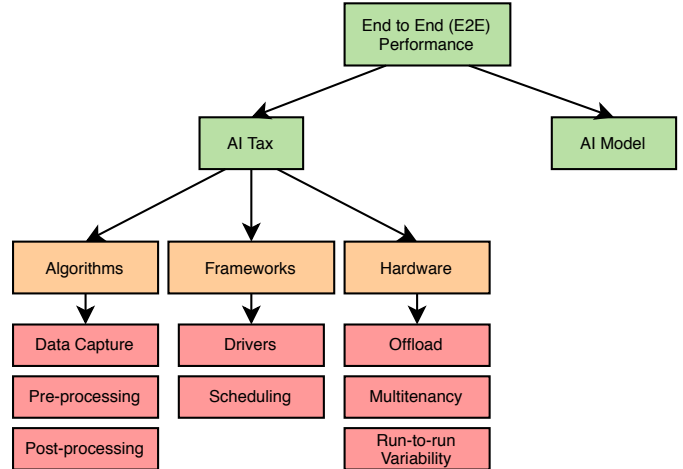 End to End (E2E)
Performance
AI Tax
AI Model
Algorithms
Frameworks
Hardware
Data Capture
Drivers
Offload
Pre-processing
Scheduling
Multitenancy
Post-processing
Run-to-run
Variability